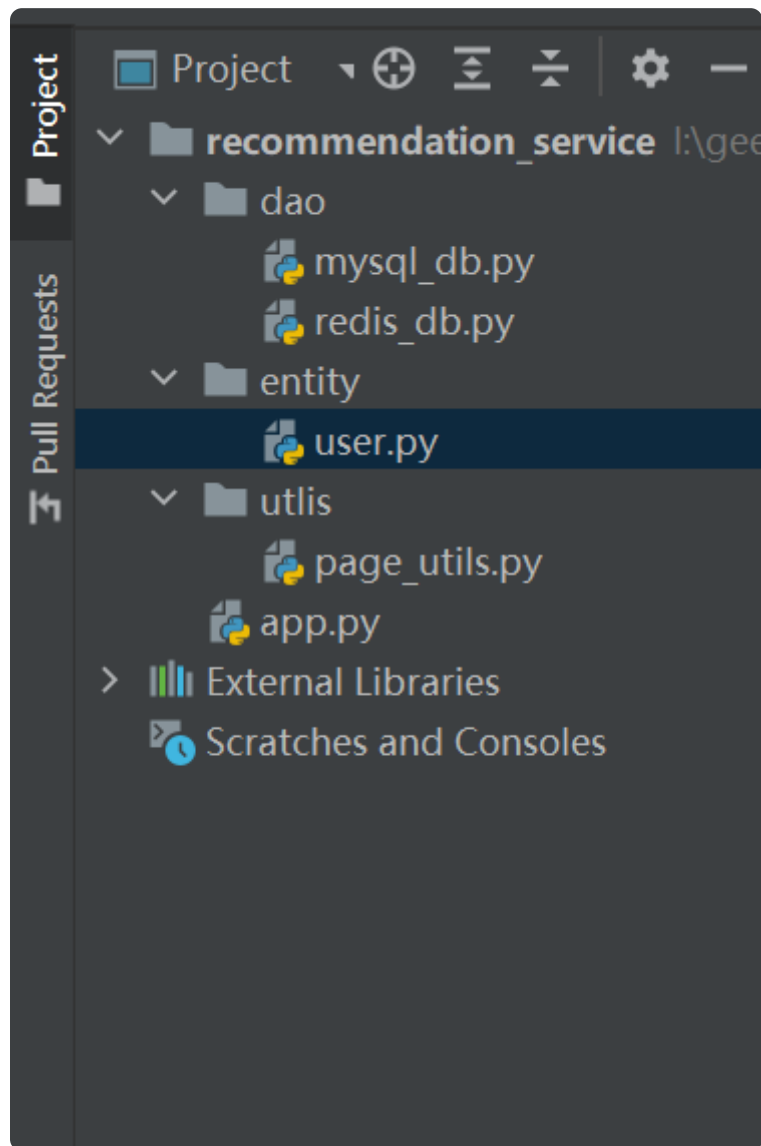 Project
Pull Requests
Project
recommendation_service l:\gee
dao
mysql_db.py
redis_db.py
entity
user.py
utlis
page_utils.py
app.py
External Libraries
Scratches and Consoles